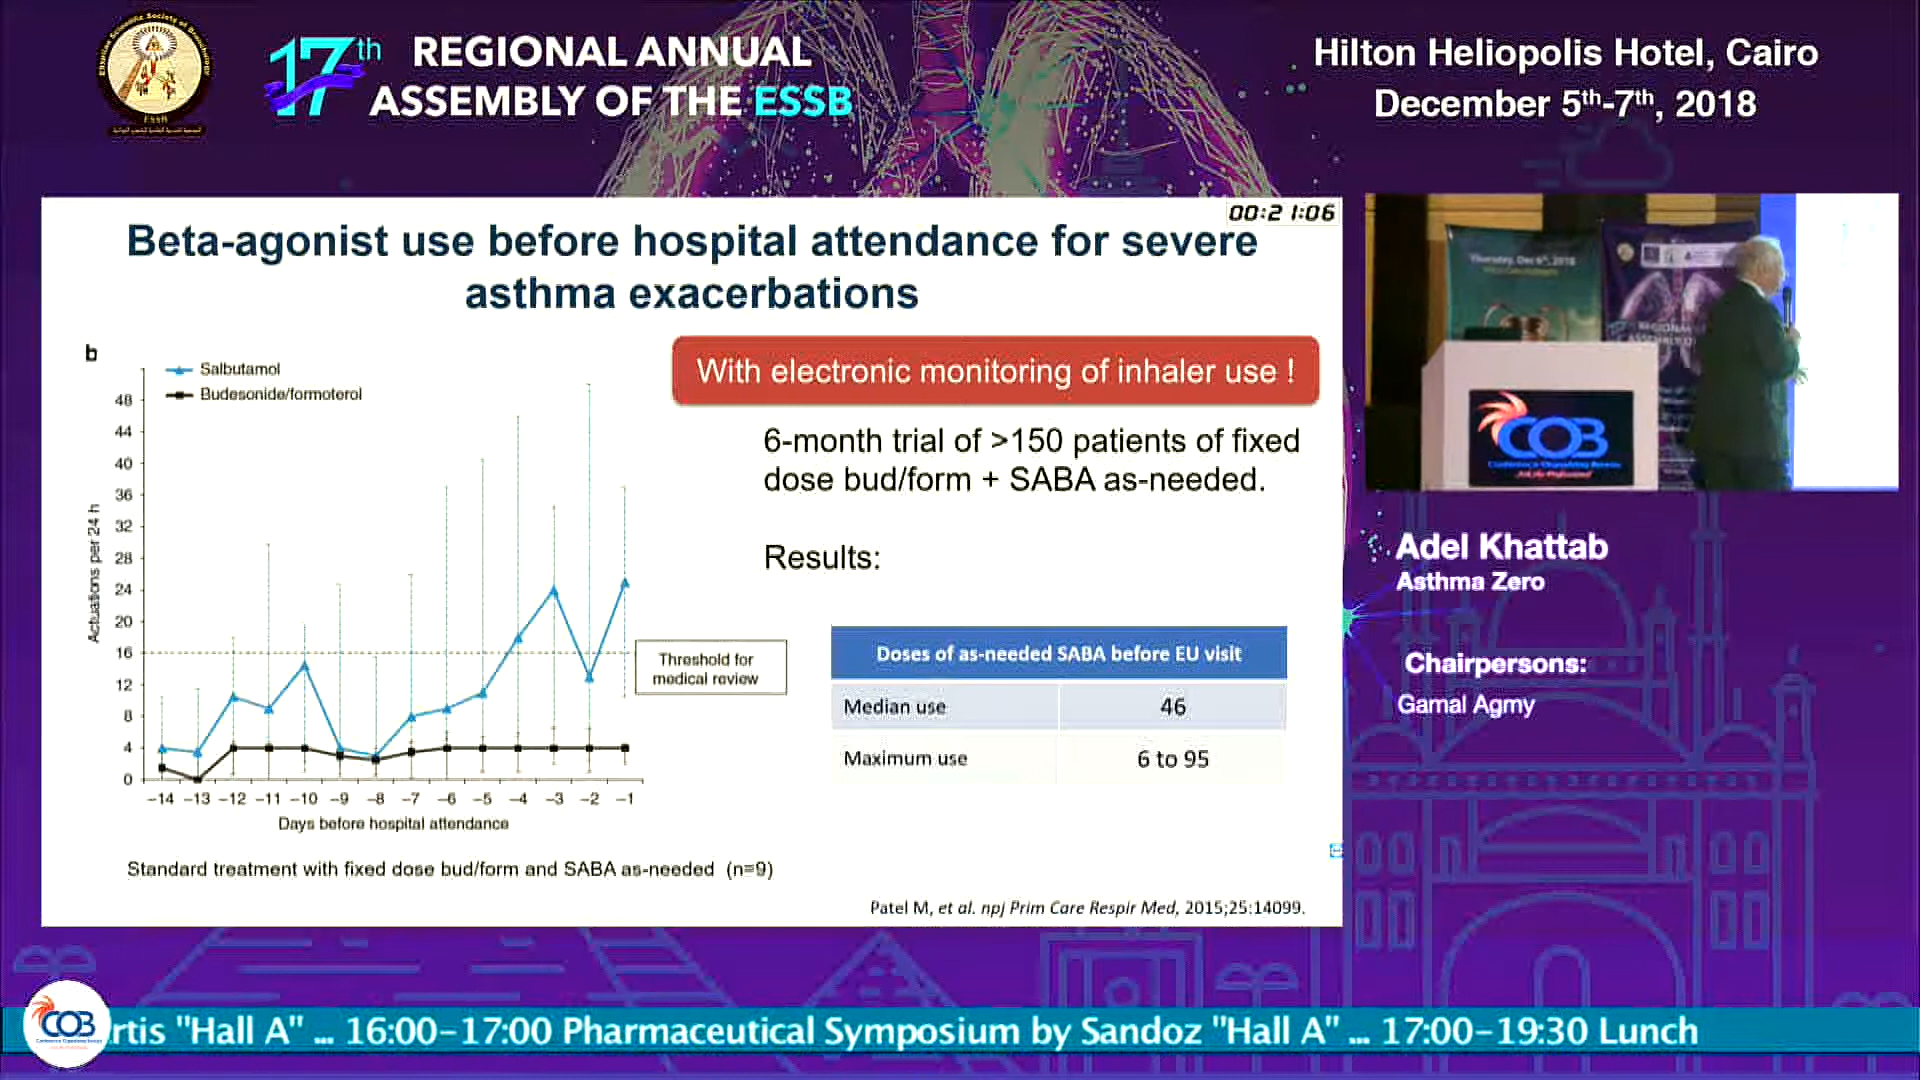 17th REGIONAL ANNUAL
ASSEMBLY OF THE ESSB
Hilton Heliopolis Hotel, Cairo
December 5th-7th, 2018
ESSB
00:21:06
Beta-agonist use before hospital attendance for severe
asthma exacerbations
b
Salbutamol
Budesonide/formoterol
Actuations per 24 h
48
44
40
36
32
28
24
20
16
12
8
4
0
−14 −13 −12 −11 −10 −9 −8 −7 −6 −5 −4 −3 −2 −1
Days before hospital attendance
Threshold for
medical review
Standard treatment with fixed dose bud/form and SABA as-needed (n=9)
With electronic monitoring of inhaler use !
6-month trial of >150 patients of fixed
dose bud/form + SABA as-needed.
Results:
Doses of as-needed SABA before EU visit
Median use 46
Maximum use 6 to 95
Patel M, et al. npj Prim Care Respir Med, 2015;25:14099.
Thursday, Dec 6th, 2018
COB
Adel Khattab
Asthma Zero
Chairpersons:
Gamal Agmy
COB
rtis "Hall A" ... 16:00-17:00 Pharmaceutical Symposium by Sandoz "Hall A" ... 17:00-19:30 Lunch